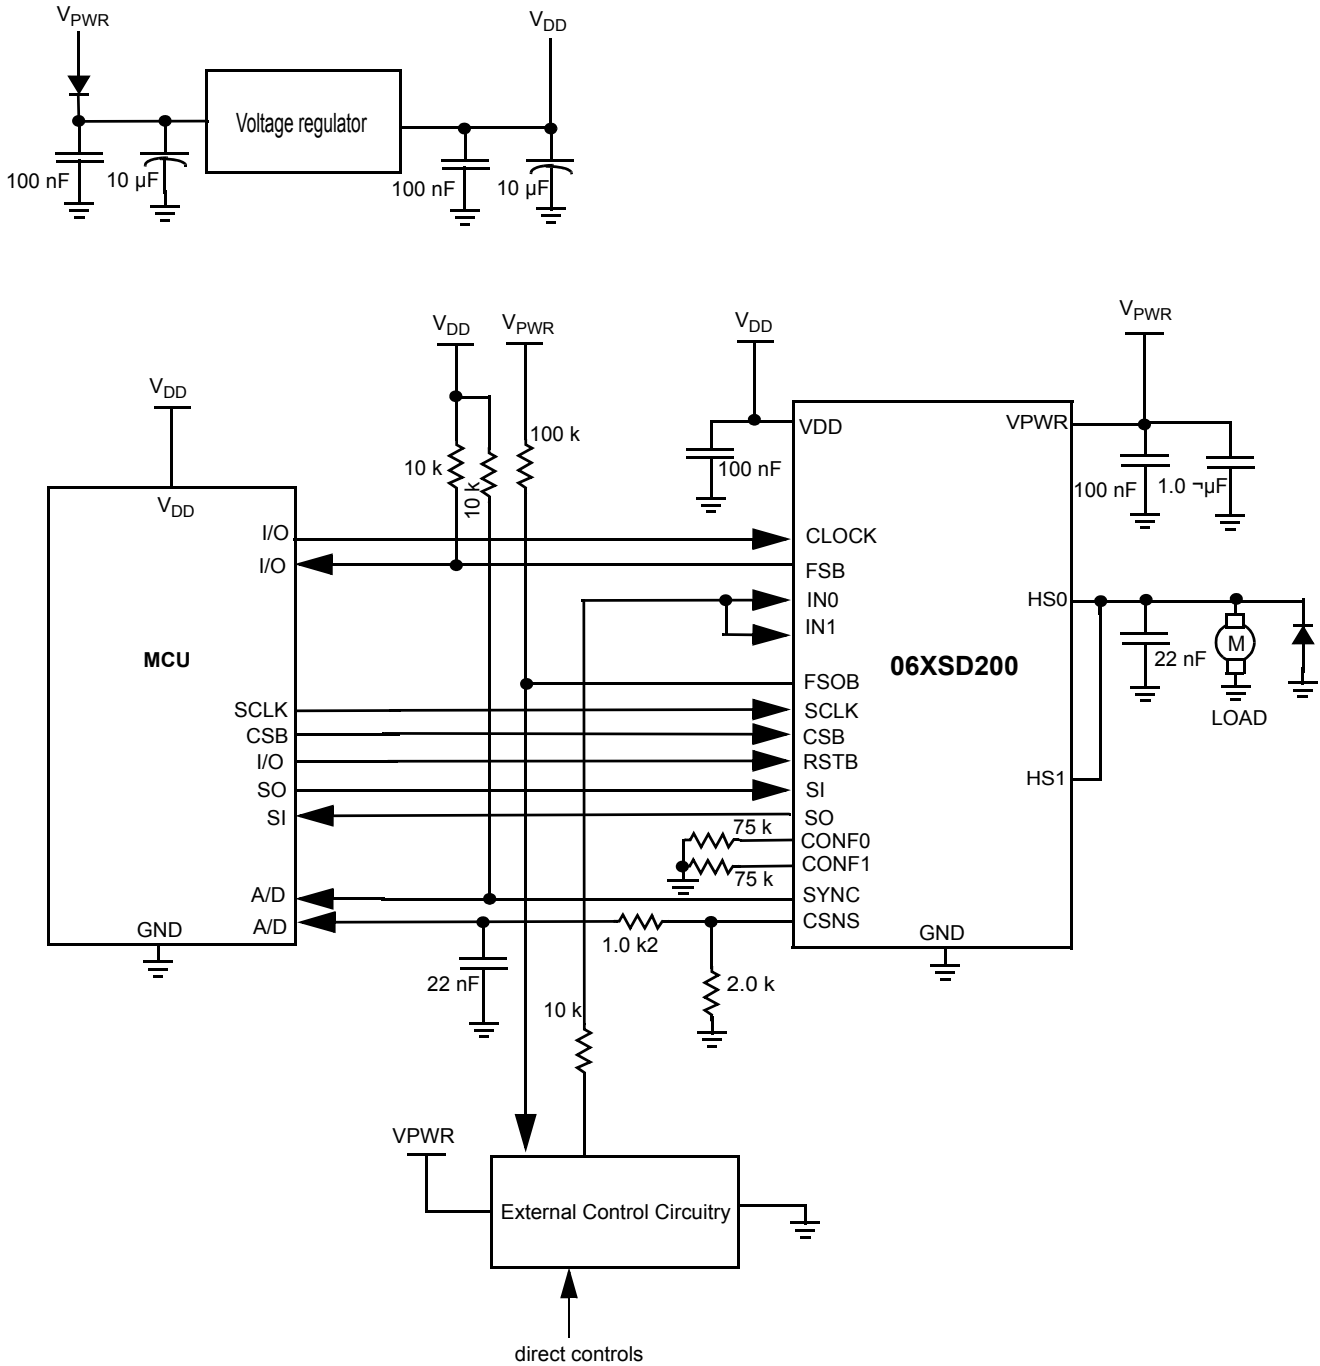 VPWR
VDD
Voltage regulator
100 nF
10 µF
100 nF
10 µF
VDD
VPWR
VDD
VPWR
VDD
100 k
10 k
10 k
VDD
VPWR
100 nF
100 nF
1.0 ¬µF
VDD
I/O
CLOCK
I/O
FSB
IN0
HS0
IN1
MCU
06XSD200
M
22 nF
FSOB
SCLK
SCLK
LOAD
CSB
CSB
I/O
RSTB
HS1
SO
SI
SI
SO
75 k
CONF0
CONF1
75 k
A/D
SYNC
A/D
CSNS
GND
GND
1.0 k2
22 nF
2.0 k
10 k
VPWR
External Control Circuitry
direct controls